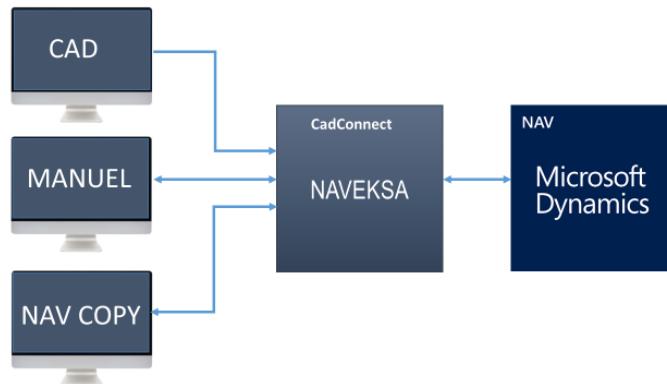 CAD
MANUEL
NAV COPY
CadConnect
NAVEKSA
NAV
Microsoft
Dynamics